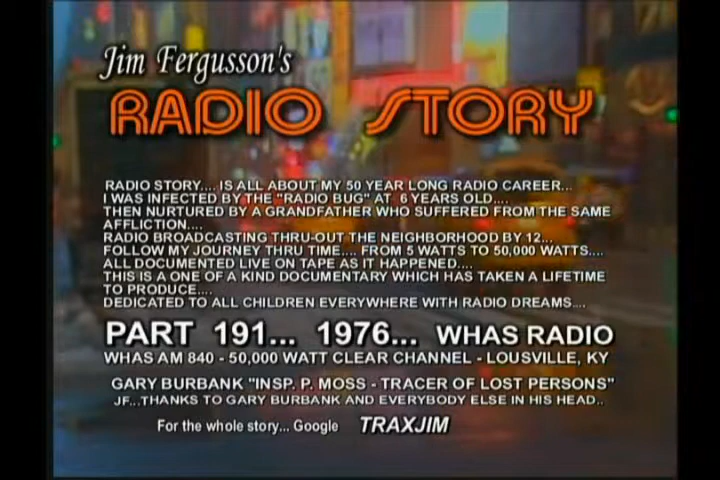 Jim Fergusson's
RADIO STORY
RADIO STORY.... IS ALL ABOUT MY 50 YEAR LONG RADIO CAREER...
I WAS INFECTED BY THE "RADIO BUG" AT 6 YEARS OLD....
THEN NURTURED BY A GRANDFATHER WHO SUFFERED FROM THE SAME
AFFLICTION....
RADIO BROADCASTING THRU-OUT THE NEIGHBORHOOD BY 12...
FOLLOW MY JOURNEY THRU TIME.... FROM 5 WATTS TO 50,000 WATTS....
ALL DOCUMENTED LIVE ON TAPE AS IT HAPPENED....
THIS IS A ONE OF A KIND DOCUMENTARY WHICH HAS TAKEN A LIFETIME
TO PRODUCE....
DEDICATED TO ALL CHILDREN EVERYWHERE WITH RADIO DREAMS....
PART 191... 1976... WHAS RADIO
WHAS AM 840 - 50,000 WATT CLEAR CHANNEL - LOUSVILLE, KY
GARY BURBANK "INSP. P. MOSS - TRACER OF LOST PERSONS"
JF...THANKS TO GARY BURBANK AND EVERYBODY ELSE IN HIS HEAD..
For the whole story... Google TRAXJIM